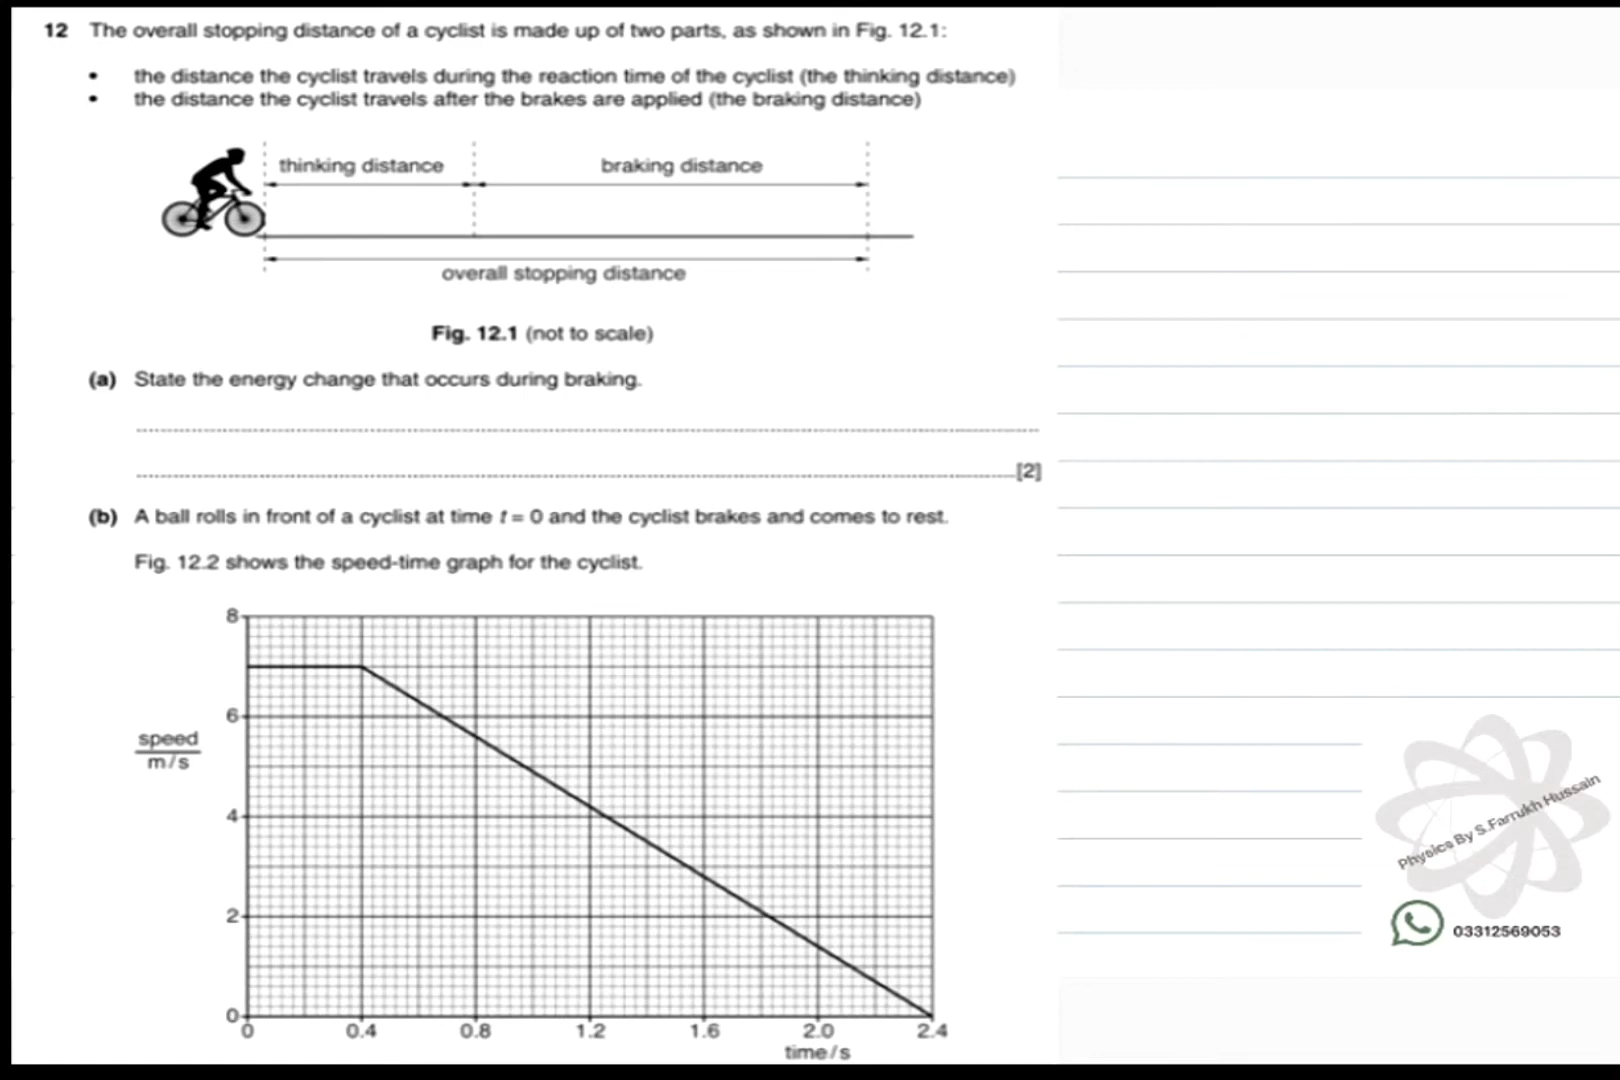 12 The overall stopping distance of a cyclist is made up of two parts, as shown in Fig. 12.1:
• the distance the cyclist travels during the reaction time of the cyclist (the thinking distance)
• the distance the cyclist travels after the brakes are applied (the braking distance)
thinking distance
braking distance
overall stopping distance
Fig. 12.1 (not to scale)
(a) State the energy change that occurs during braking.
[2]
(b) A ball rolls in front of a cyclist at time t = 0 and the cyclist brakes and comes to rest.
Fig. 12.2 shows the speed-time graph for the cyclist.
8
6
speed
m/s
4
2
0
0 0.4 0.8 1.2 1.6 2.0 2.4
time/s
Physics By S.Farrukh Hussain
03312569053